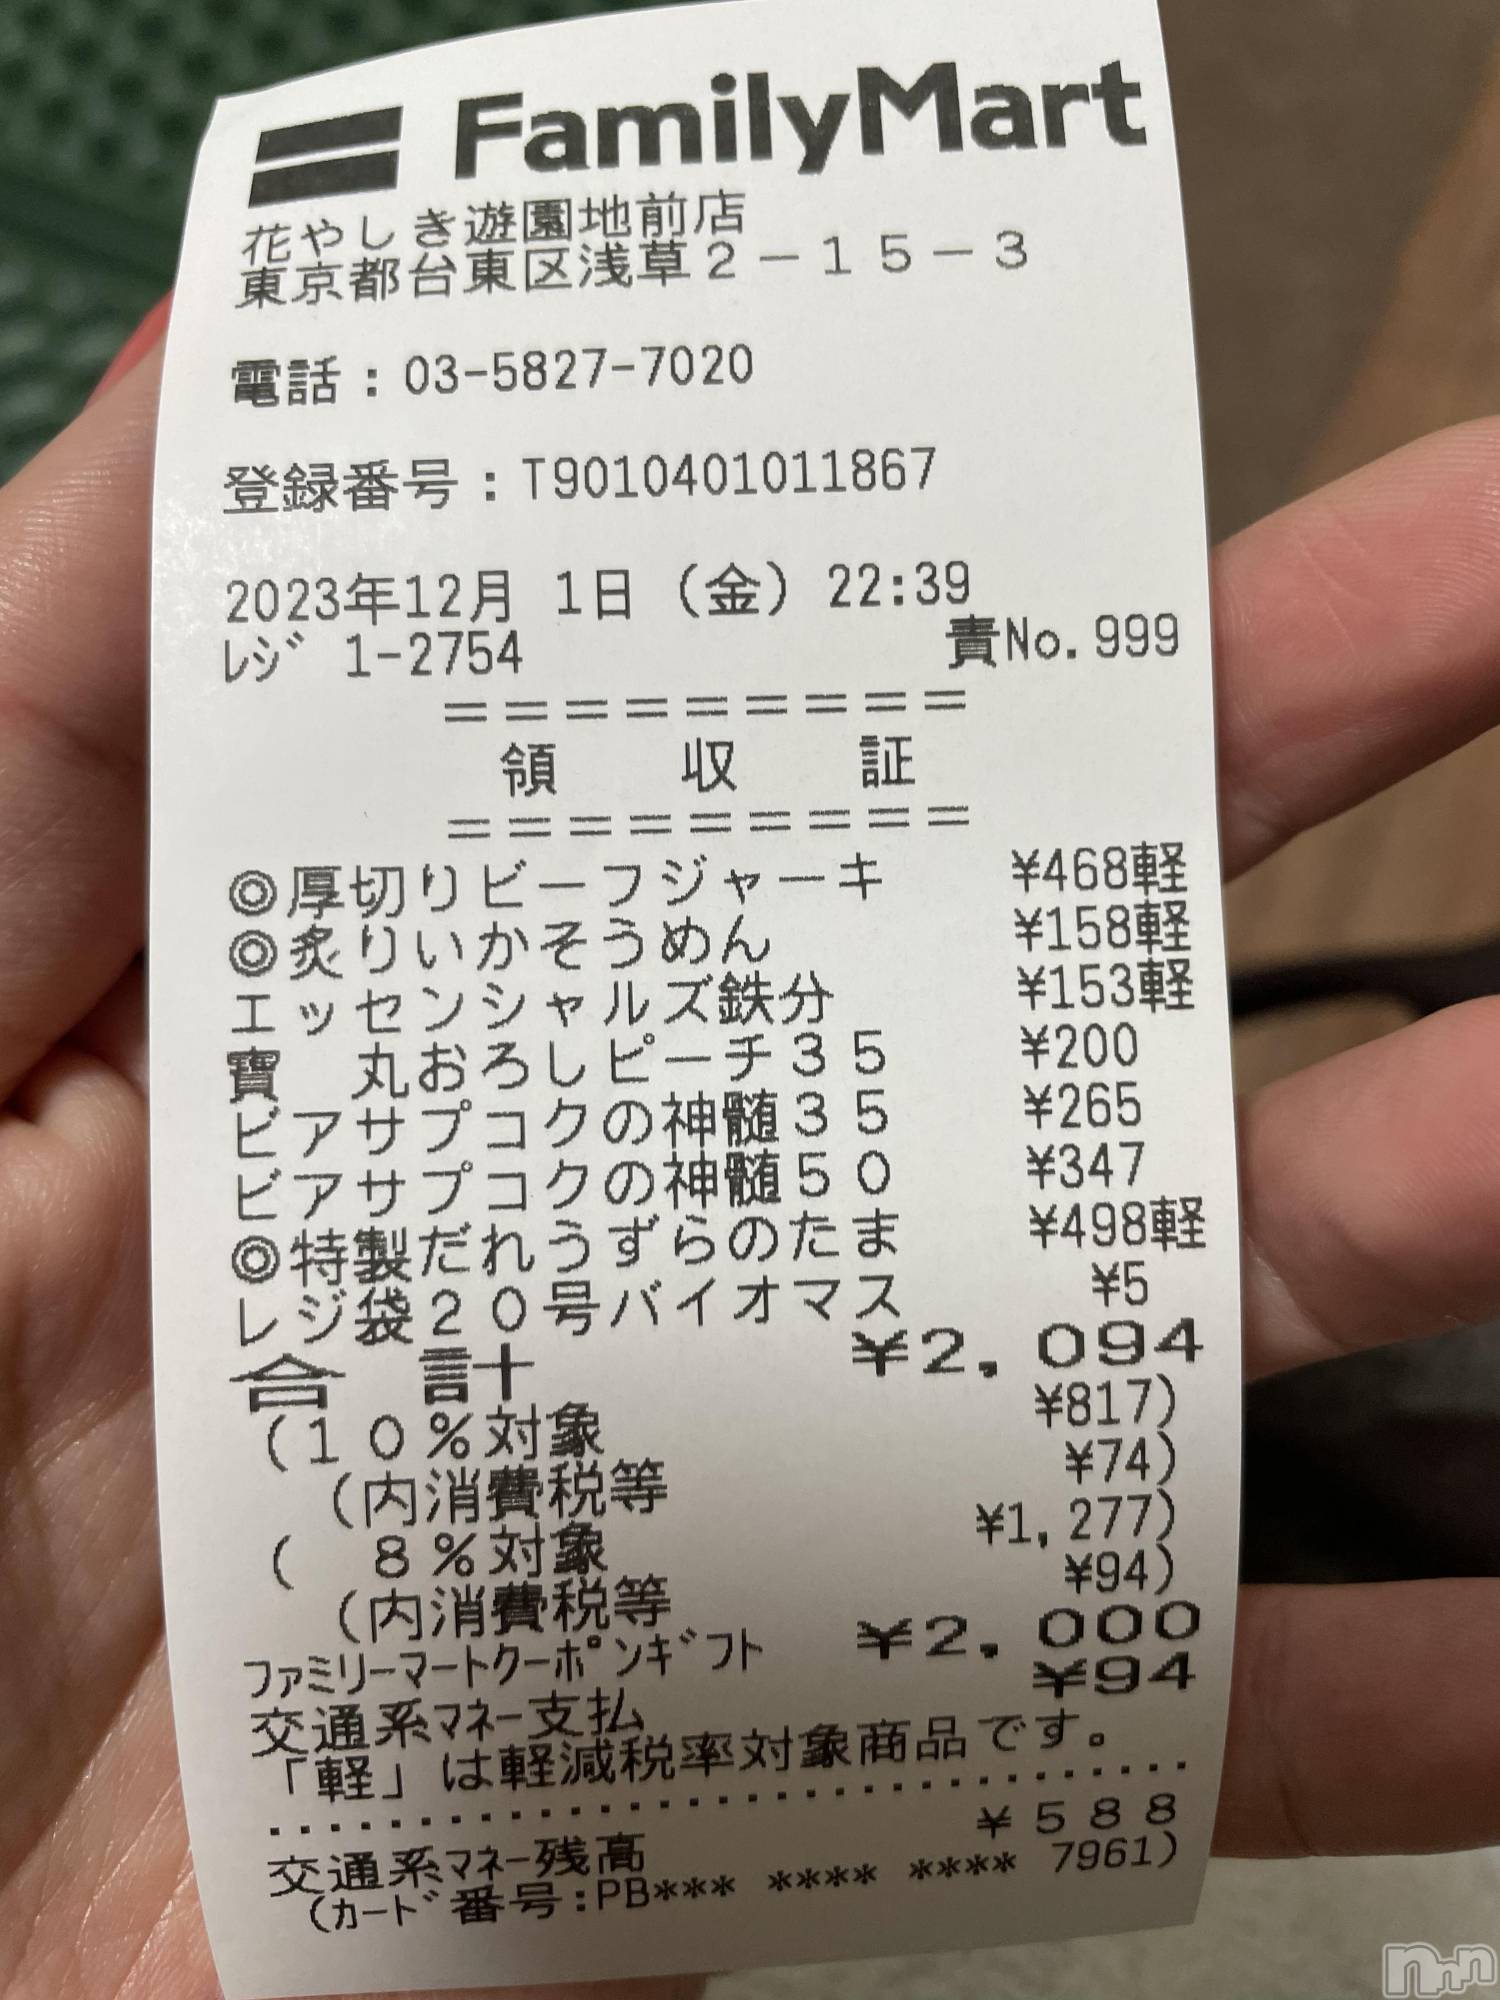 FamilyMart
花やしき遊園地前店
東京都台東区浅草2-15-3
電話:03-5827-7020
登録番号:T9010401011867
2023年12月 1日 (金) 22:39
ﾚｼﾞ 1-2754 責No.999
=========
領 収 証
=========
◎厚切りビーフジャーキ ¥468軽
◎炙りいかそうめん ¥158軽
エッセンシャルズ鉄分 ¥153軽
寶 丸おろしピーチ35 ¥200
ビアサプコクの神髄35 ¥265
ビアサプコクの神髄50 ¥347
◎特製だれうずらのたま ¥498軽
レジ袋20号バイオマス ¥5
合 計 ¥2,094
(10%対象 ¥817)
(内消費税等 ¥74)
( 8%対象 ¥1,277)
(内消費税等 ¥94)
ﾌｧﾐﾘｰﾏｰﾄｸｰﾎﾟﾝｷﾞﾌﾄ ¥2,000
交通系ﾏﾈｰ支払 ¥94
「軽」は軽減税率対象商品です。
交通系ﾏﾈｰ残高 ¥588
(ｶｰﾄﾞ番号:PB*** **** **** 7961)
nnn